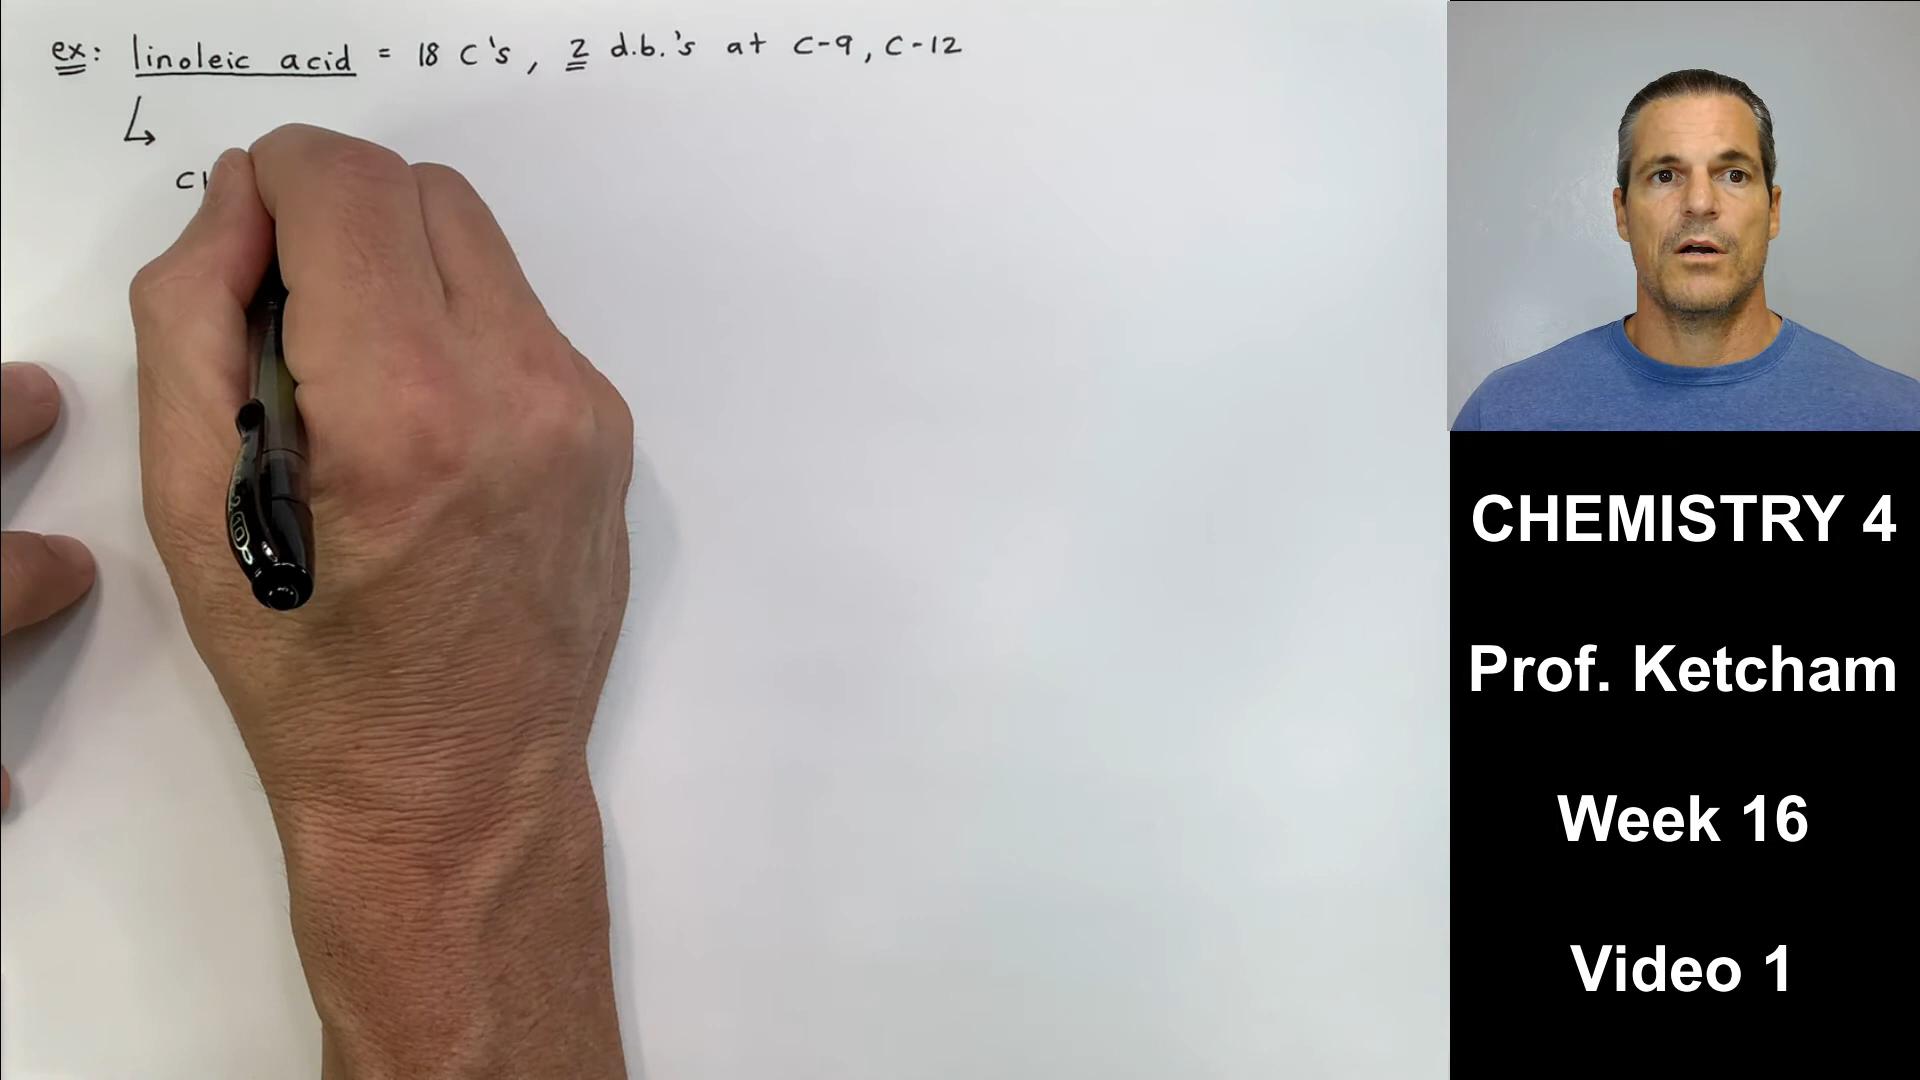 ex: linoleic acid = 18 C's, 2 d.b.'s at C-9, C-12
CHEMISTRY 4
Prof. Ketcham
Week 16
Video 1